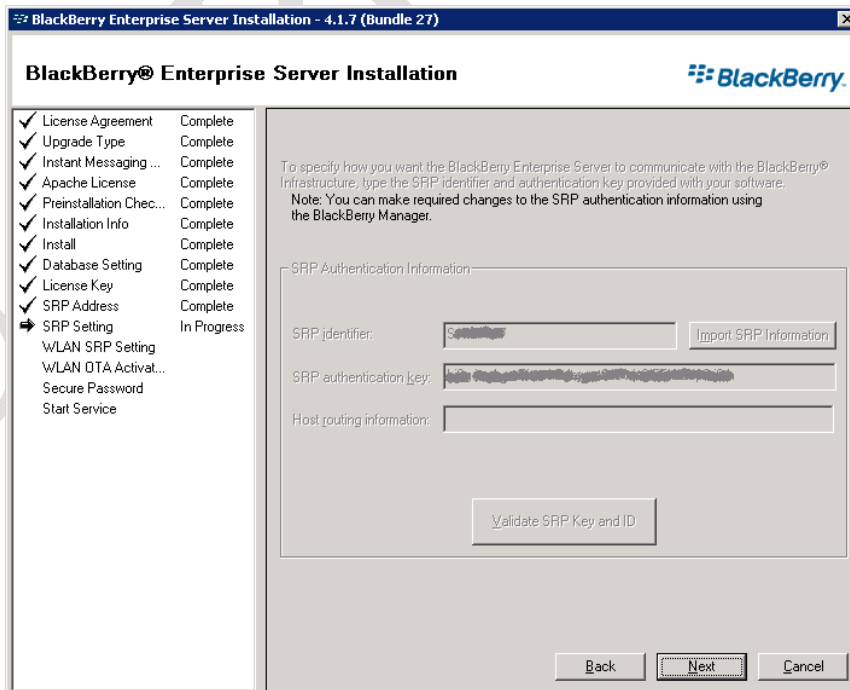 BlackBerry Enterprise Server Installation - 4.1.7 (Bundle 27)
BlackBerry® Enterprise Server Installation
BlackBerry.
License Agreement Complete
Upgrade Type Complete
Instant Messaging ... Complete
Apache License Complete
Preinstallation Chec... Complete
Installation Info Complete
Install Complete
Database Setting Complete
License Key Complete
SRP Address Complete
SRP Setting In Progress
WLAN SRP Setting
WLAN OTA Activat...
Secure Password
Start Service
To specify how you want the BlackBerry Enterprise Server to communicate with the BlackBerry®
Infrastructure, type the SRP identifier and authentication key provided with your software.
Note: You can make required changes to the SRP authentication information using
the BlackBerry Manager.
SRP Authentication Information
SRP identifier: S
Import SRP Information
SRP authentication key:
Host routing information:
Validate SRP Key and ID
Back Next Cancel